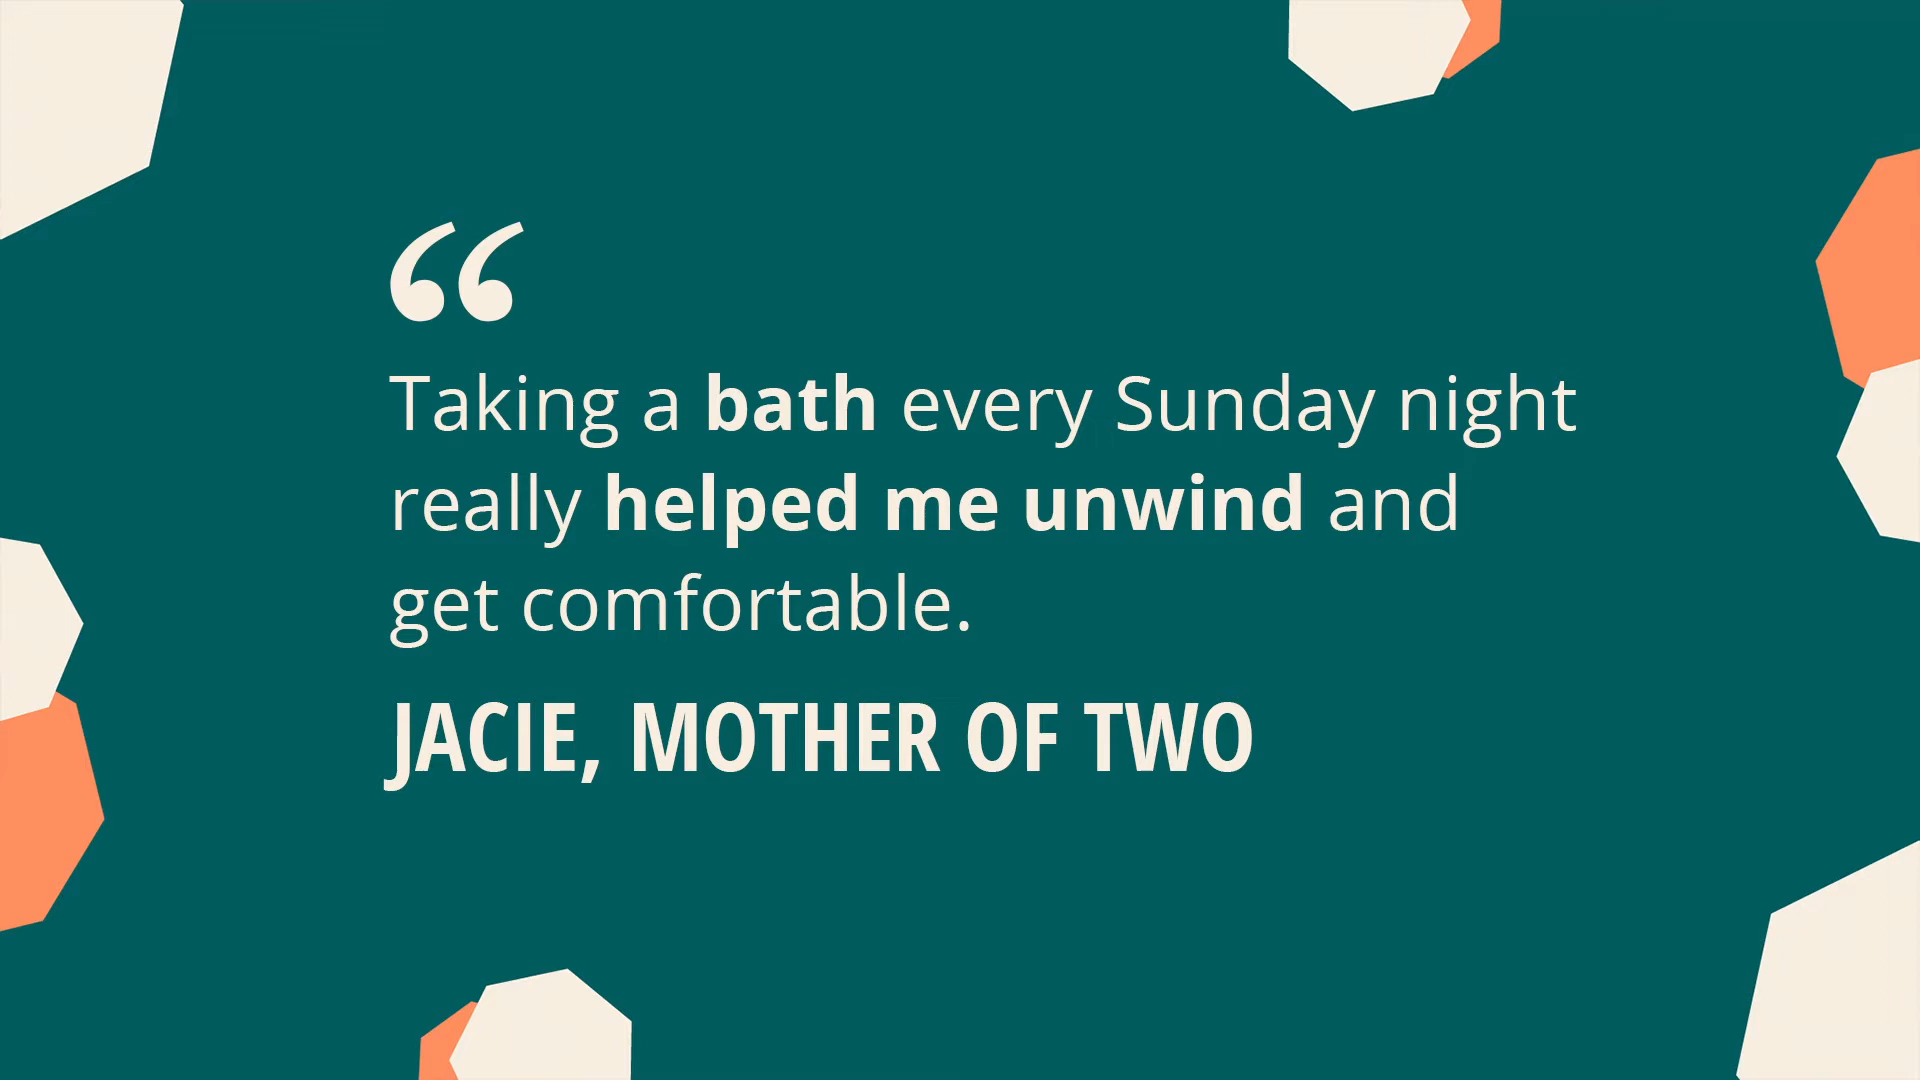 “
Taking a bath every Sunday night
really helped me unwind and
get comfortable.
JACIE, MOTHER OF TWO